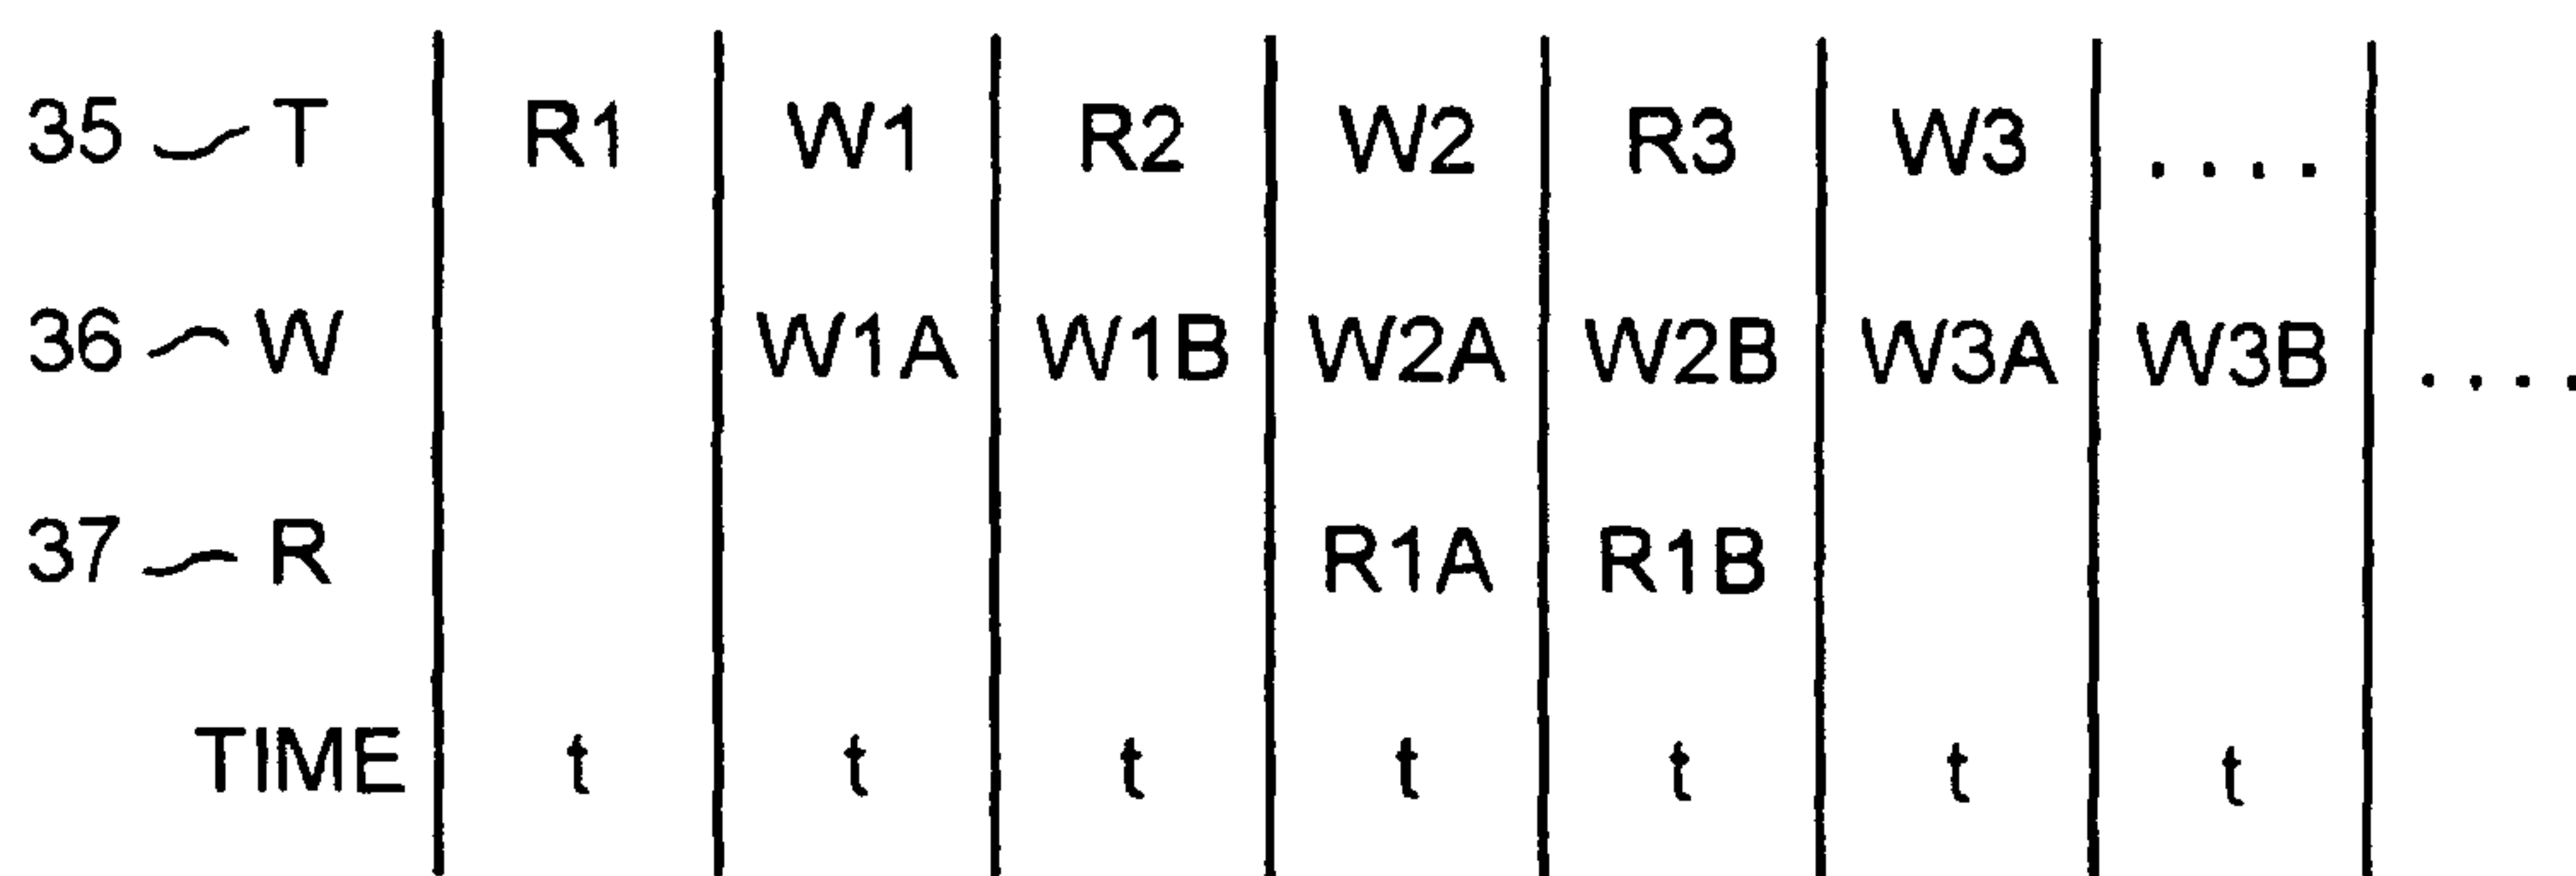 35 T R1 W1 R2 W2 R3 W3 ....
36 W W1A W1B W2A W2B W3A W3B ....
37 R R1A R1B
TIME t t t t t t t